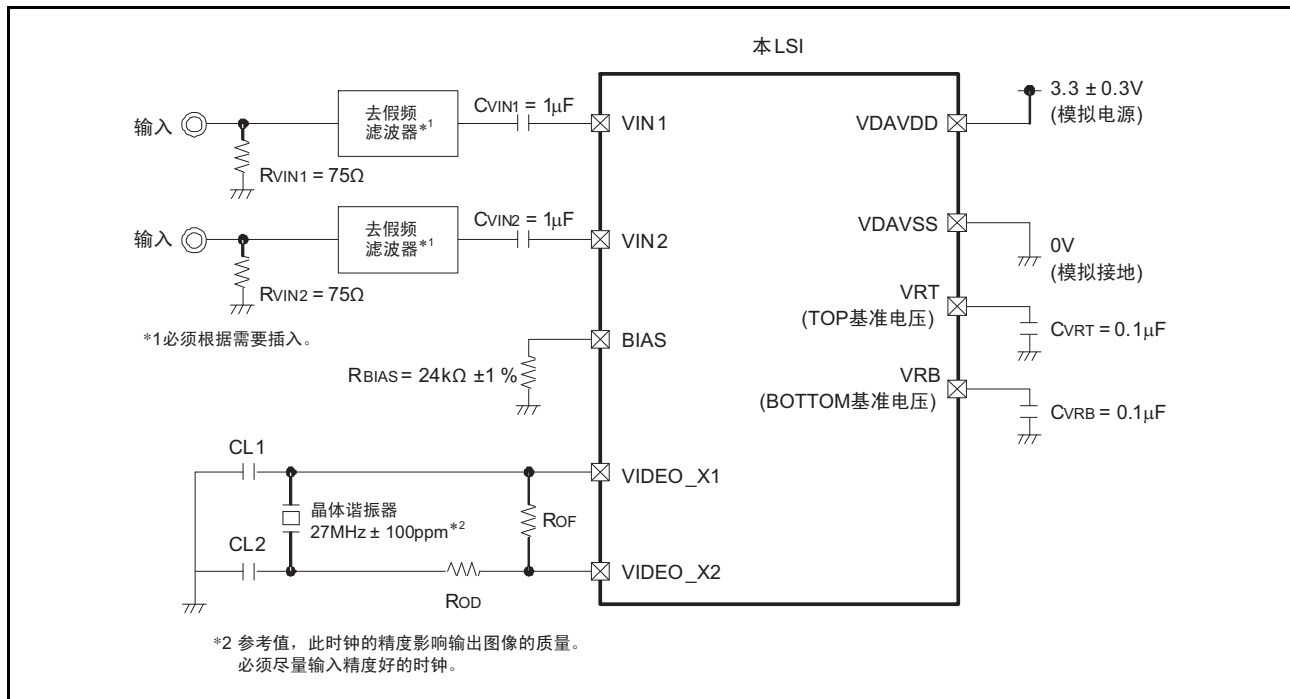 本LSI
输入
去假频
滤波器*1
CVIN1 = 1μF
VIN1
RVIN1 = 75Ω
输入
去假频
滤波器*1
CVIN2 = 1μF
VIN2
RVIN2 = 75Ω
*1必须根据需要插入。
BIAS
RBIAS = 24kΩ ±1 %
CL1
VIDEO_X1
晶体谐振器
27MHz ± 100ppm*2
ROF
CL2
VIDEO_X2
ROD
VDAVDD
3.3 ± 0.3V
(模拟电源)
VDAVSS
0V
(模拟接地)
VRT
(TOP基准电压)
CVRT = 0.1μF
VRB
(BOTTOM基准电压)
CVRB = 0.1μF
*2 参考值，此时钟的精度影响输出图像的质量。
必须尽量输入精度好的时钟。